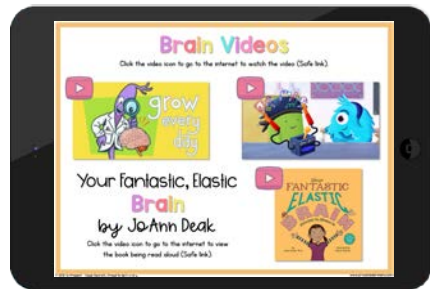 Brain Videos
Click the video icon to go to the internet to watch the video (Safe link).
grow
every
day
Your Fantastic, Elastic
Brain
by JoAnn Deak
Click the video icon to go to the internet to view
the book being read aloud (Safe link).
Your
FANTASTIC
ELASTIC
BRAIN